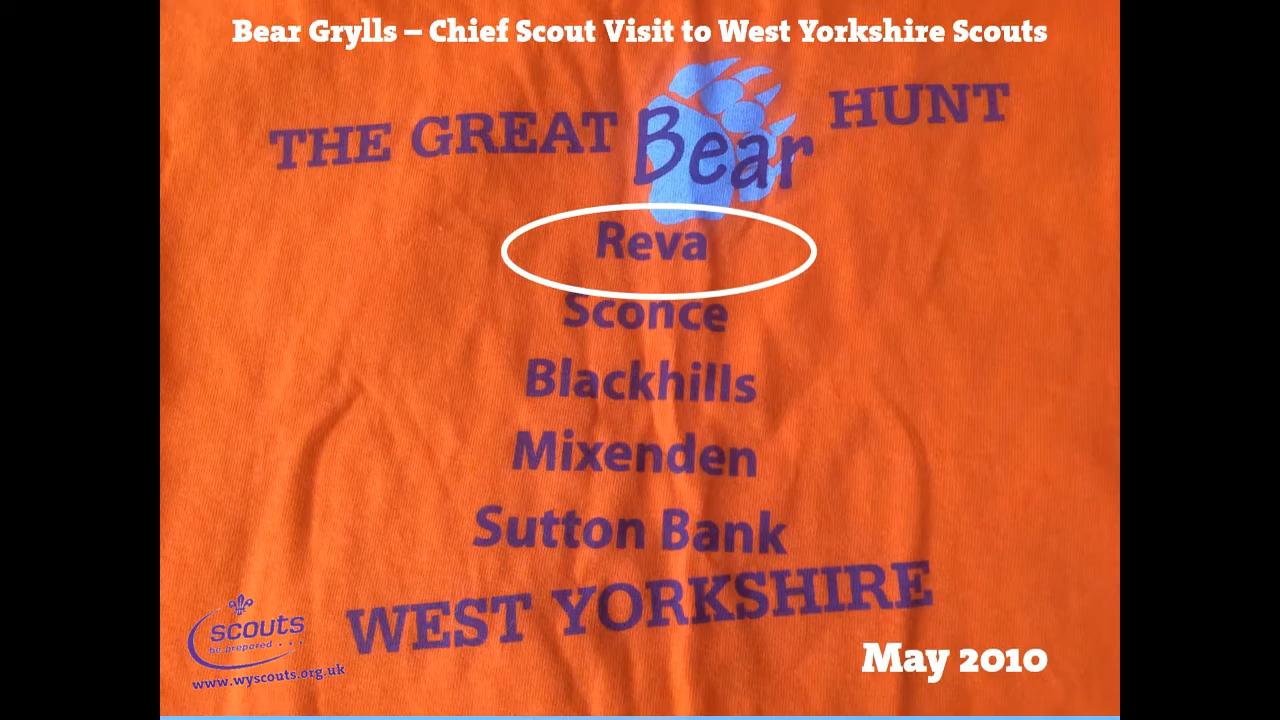 Bear Grylls – Chief Scout Visit to West Yorkshire Scouts
THE GREAT Bear HUNT
Reva
Sconce
Blackhills
Mixenden
Sutton Bank
WEST YORKSHIRE
scouts
be prepared . . .
www.wyscouts.org.uk
May 2010